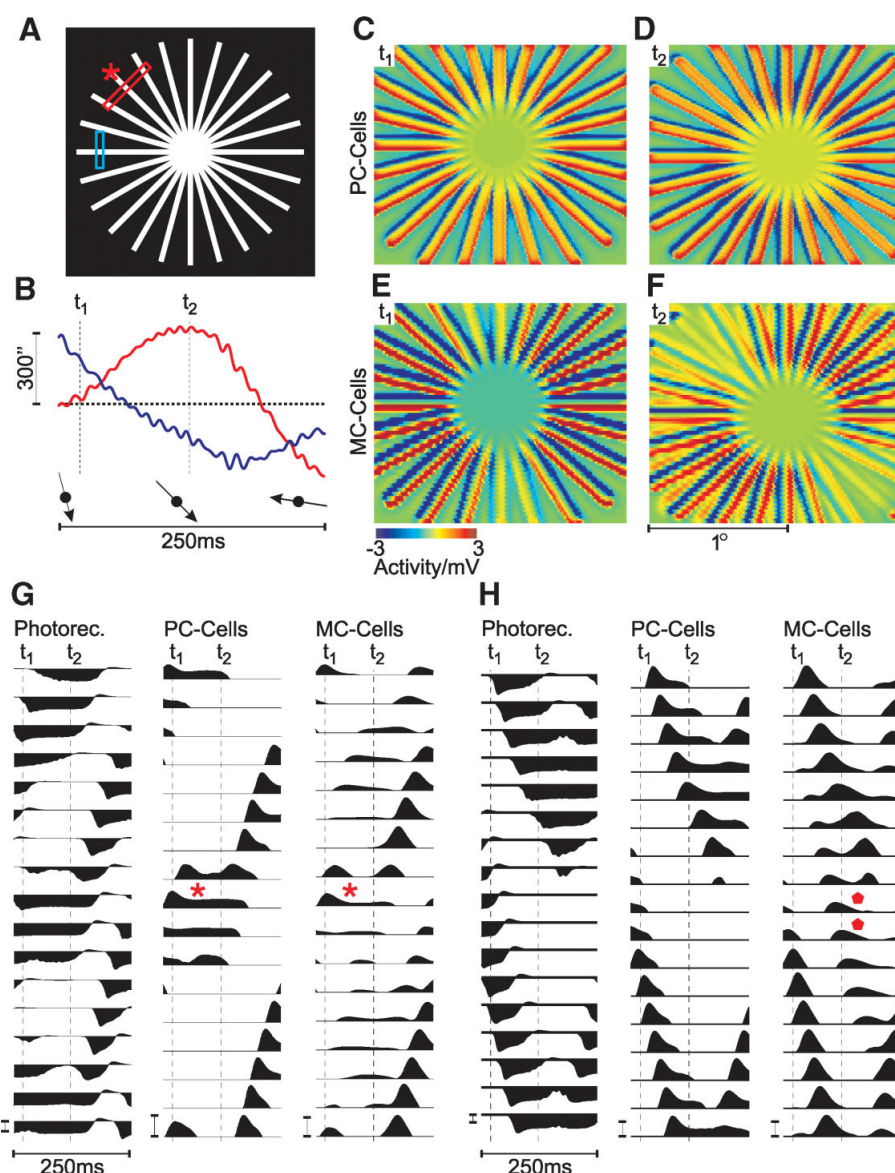 A
B
t1 t2
300"
250ms
C
t1
PC-Cells
D
t2
E
t1
MC-Cells
-3 3
Activity/mV
F
t2
1°
G
Photorec. PC-Cells MC-Cells
t1 t2 t1 t2 t1 t2
250ms
H
Photorec. PC-Cells MC-Cells
t1 t2 t1 t2 t1 t2
250ms